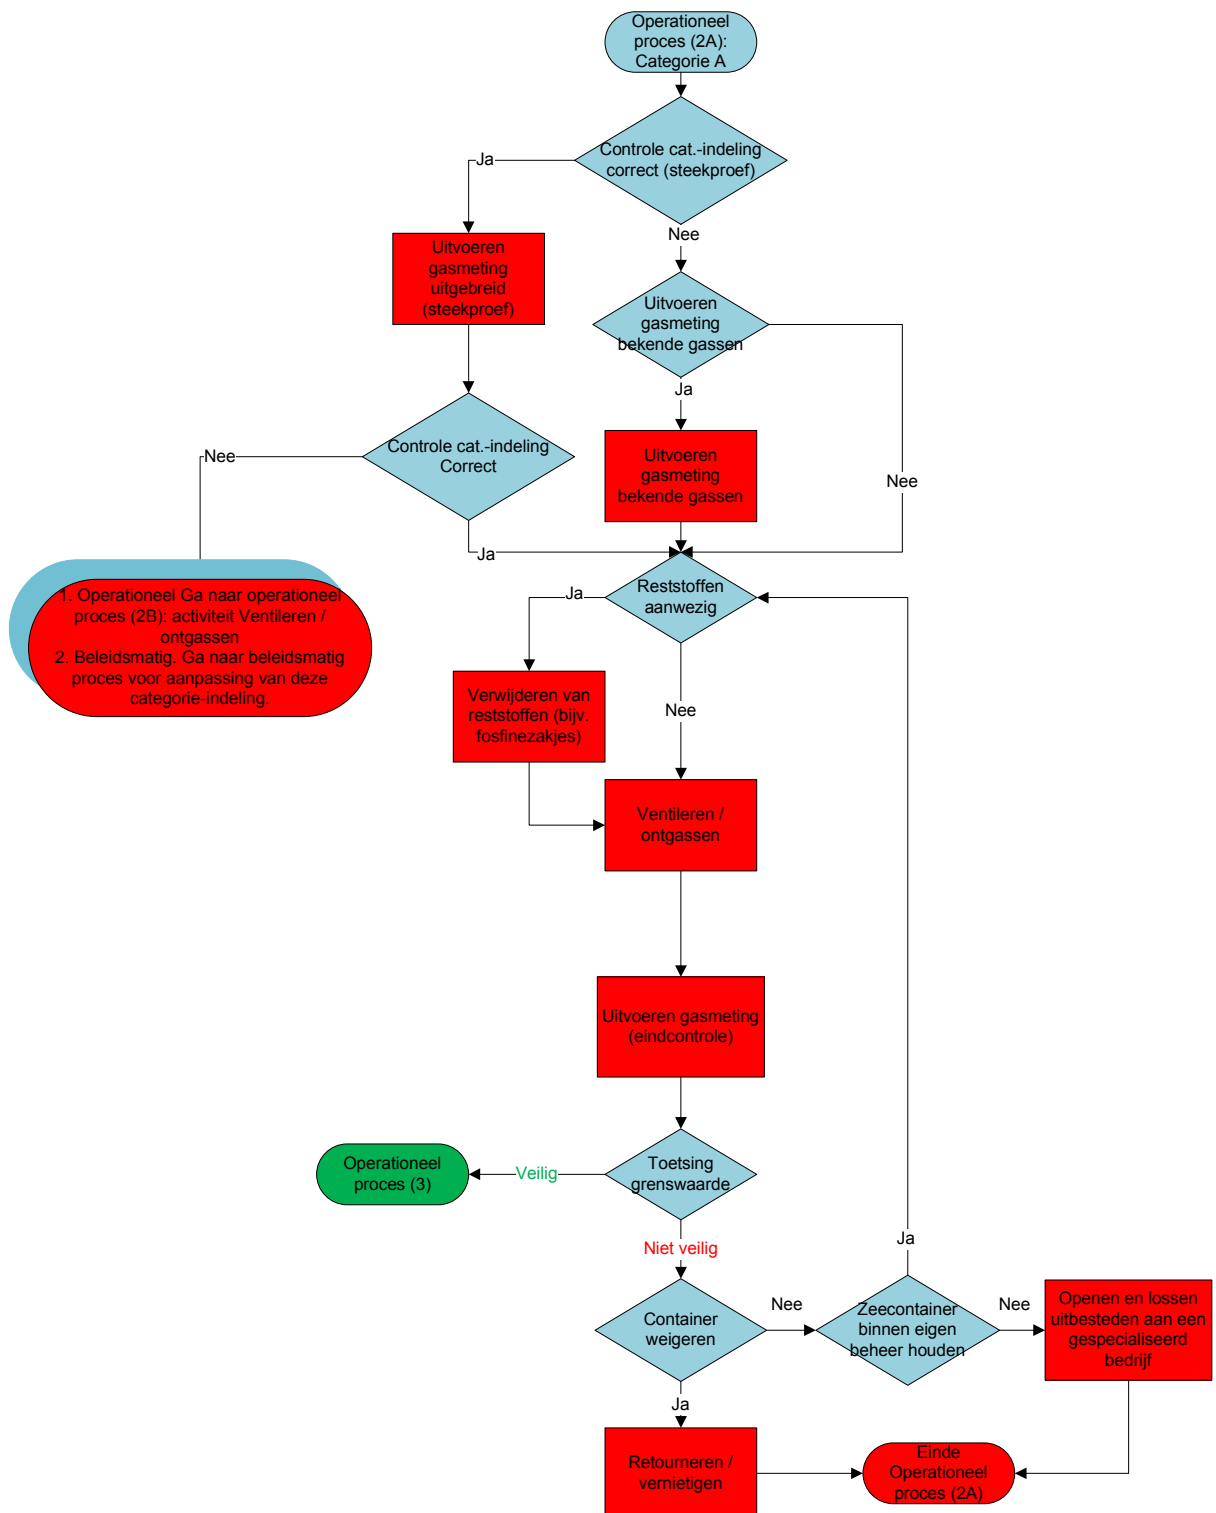 Operationeel
proces (2A):
Categorie A
Controle cat.-indeling
correct (steekproef)
Ja
Nee
Uitvoeren
gasmeting
uitgebreid
(steekproef)
Uitvoeren
gasmeting
bekende gassen
Ja
Nee
Controle cat.-indeling
Correct
Nee
Ja
Uitvoeren
gasmeting
bekende gassen
1. Operationeel Ga naar operationeel
proces (2B): activiteit Ventileren /
ontgassen
2. Beleidsmatig. Ga naar beleidsmatig
proces voor aanpassing van deze
categorie-indeling.
Reststoffen
aanwezig
Ja
Nee
Verwijderen van
reststoffen (bijv.
fosfinezakjes)
Ventileren /
ontgassen
Uitvoeren gasmeting
(eindcontrole)
Toetsing
grenswaarde
Veilig
Operationeel
proces (3)
Niet veilig
Container
weigeren
Nee
Ja
Zeecontainer
binnen eigen
beheer houden
Ja
Nee
Openen en lossen
uitbesteden aan een
gespecialiseerd
bedrijf
Retourneren /
vernietigen
Einde
Operationeel
proces (2A)